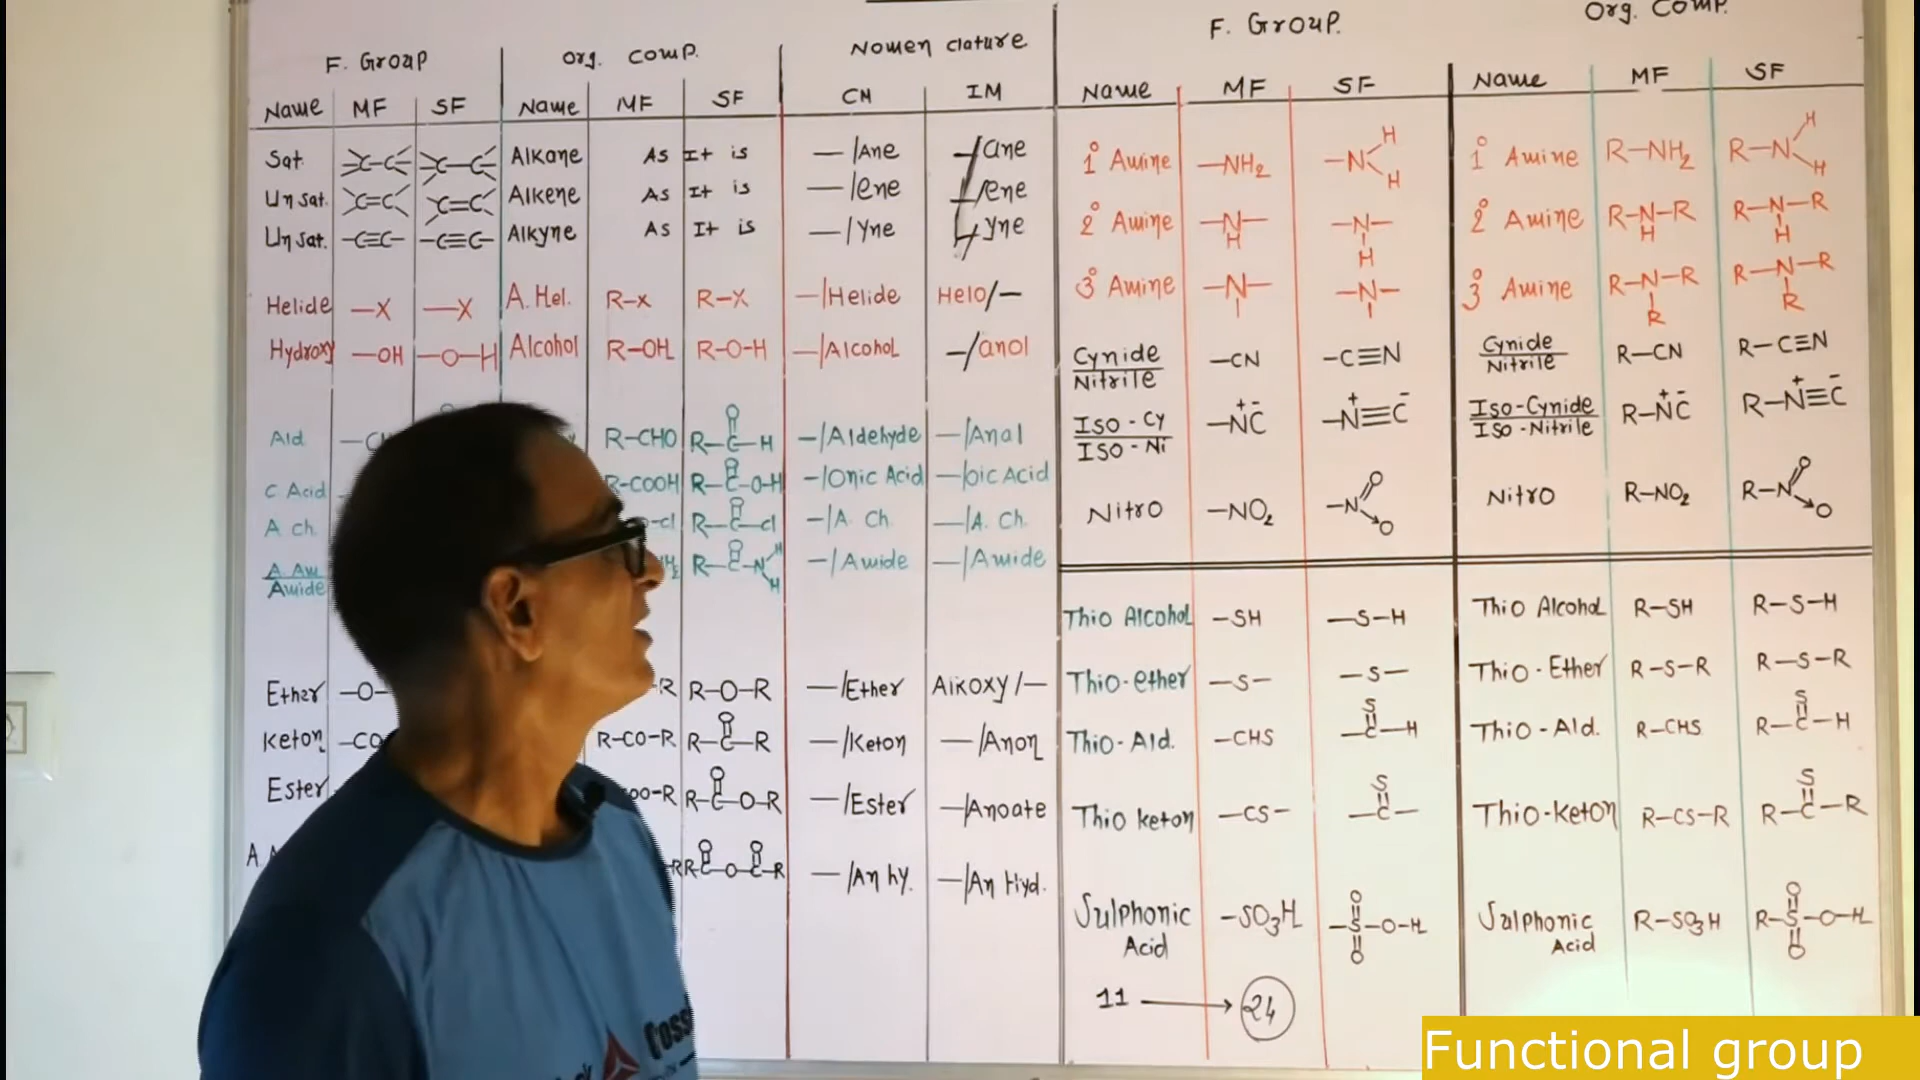 F. Group Org. Comp. Nomen clature F. Group. Org. Comp.
Name MF SF Name MF SF CN IM Name MF SF Name MF SF
Sat. >C-C< >C-C< Alkane As It is —/Ane —/ane 1° Amine —NH2 —N H H 1° Amine R—NH2 R—N H H
Unsat. >C=C< >C=C< Alkene As It is —/ene —/ene 2° Amine —N— H —N— H 2° Amine R—N—R H R—N—R H
Unsat. -C≡C- -C≡C- Alkyne As It is —/Yne —/yne
Helide —X —X A. Hel. R-X R-X —/Helide Helo/— 3° Amine —N— —N— 3° Amine R—N—R R R—N—R R
Hydroxy —OH —O—H Alcohol R-OH R-O-H —/Alcohol —/anol Cynide Nitrile —CN —C≡N Cynide Nitrile R—CN R—C≡N
Ald R-CHO R—C—H O —/Aldehyde —/Anal Iso-Cy Iso-Ni —N⁺C⁻ —N⁺≡C⁻ Iso-Cynide Iso-Nitrile R—N⁺C⁻ R—N⁺≡C⁻
C Acid R-COOH R—C—O-H O —/Onic Acid —/oic Acid Nitro —NO2 —N O O Nitro R—NO2 R—N O O
A ch. R—C—Cl O —/A. Ch. —/A. Ch.
A. Am Amide R—C—N O H H —/Amide —/Amide
Thio Alcohol —SH —S—H Thio Alcohol R—SH R—S—H
Ether —O— R—O—R —/Ether Alkoxy/— Thio-ether —S— —S— Thio-Ether R—S—R R—S—R
Keton R—CO—R R—C—R O —/Keton —/Anon Thio-Ald. —CHS —C—H S Thio-Ald. R—CHS R—C—H S
Ester R—C—O—R O —/Ester —/Anoate Thio keton —CS— —C— S Thio-keton R—CS—R R—C—R S
R—C—O—C—R O O —/An hy. —/An Hyd. Sulphonic Acid —SO3H —S—O—H O O Sulphonic Acid R—SO3H R—S—O—H O O
11 → 24
Functional group